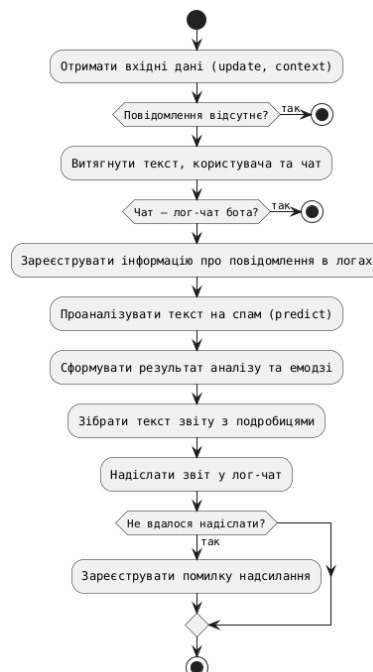 Отримати вхідні дані (update, context)
Повідомлення відсутнє?
так
Витягнути текст, користувача та чат
Чат — лог-чат бота?
так
Зареєструвати інформацію про повідомлення в логах
Проаналізувати текст на спам (predict)
Сформувати результат аналізу та емодзі
Зібрати текст звіту з подробицями
Надіслати звіт у лог-чат
Не вдалося надіслати?
так
Зареєструвати помилку надсилання